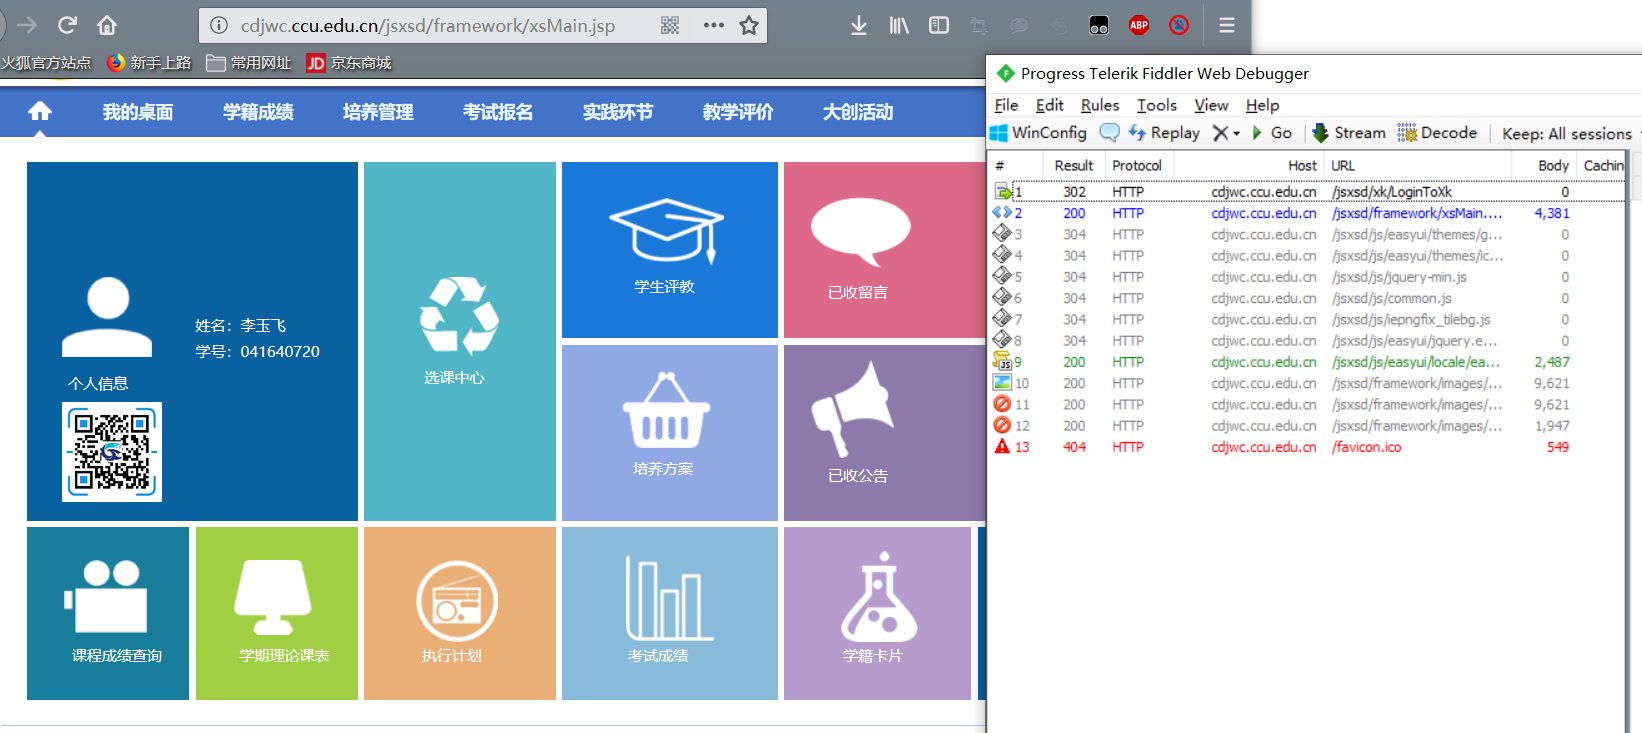 cdjwc.ccu.edu.cn/jsxsd/framework/xsMain.jsp
ABP
火狐官方站点 新手上路 常用网址 JD 京东商城
我的桌面 学籍成绩 培养管理 考试报名 实践环节 教学评价 大创活动
姓名：李玉飞
学号：041640720
个人信息
选课中心
学生评教
已收留言
培养方案
已收公告
课程成绩查询
学期理论课表
执行计划
考试成绩
学籍卡片
Progress Telerik Fiddler Web Debugger
File Edit Rules Tools View Help
WinConfig Replay Go Stream Decode Keep: All sessions
# Result Protocol Host URL Body Cachin
1 302 HTTP cdjwc.ccu.edu.cn /jsxsd/xk/LoginToXk 0
2 200 HTTP cdjwc.ccu.edu.cn /jsxsd/framework/xsMain.... 4,381
3 304 HTTP cdjwc.ccu.edu.cn /jsxsd/js/easyui/themes/g... 0
4 304 HTTP cdjwc.ccu.edu.cn /jsxsd/js/easyui/themes/ic... 0
5 304 HTTP cdjwc.ccu.edu.cn /jsxsd/js/jquery-min.js 0
6 304 HTTP cdjwc.ccu.edu.cn /jsxsd/js/common.js 0
7 304 HTTP cdjwc.ccu.edu.cn /jsxsd/js/iepngfix_tilebg.js 0
8 304 HTTP cdjwc.ccu.edu.cn /jsxsd/js/easyui/jquery.e... 0
JS 9 200 HTTP cdjwc.ccu.edu.cn /jsxsd/js/easyui/locale/ea... 2,487
10 200 HTTP cdjwc.ccu.edu.cn /jsxsd/framework/images/... 9,621
11 200 HTTP cdjwc.ccu.edu.cn /jsxsd/framework/images/... 9,621
12 200 HTTP cdjwc.ccu.edu.cn /jsxsd/framework/images/... 1,947
13 404 HTTP cdjwc.ccu.edu.cn /favicon.ico 549